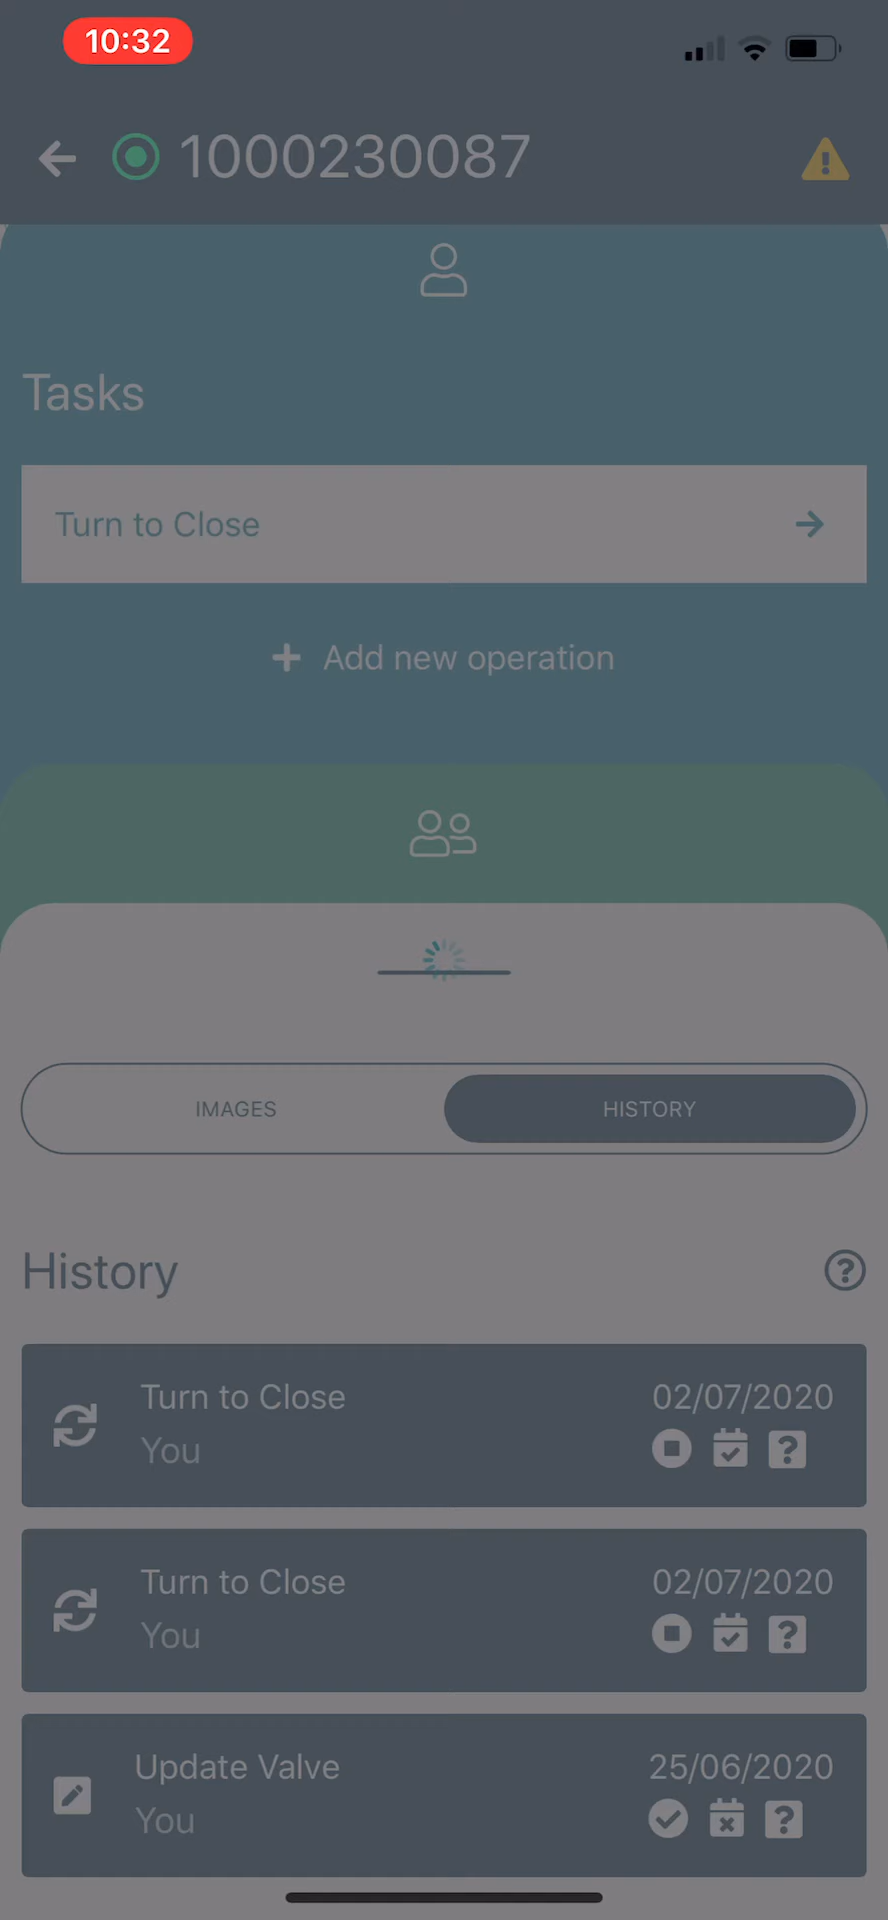 10:32
1000230087
Tasks
Turn to Close
Add new operation
IMAGES
HISTORY
History
Turn to Close
02/07/2020
You
Turn to Close
02/07/2020
You
Update Valve
25/06/2020
You